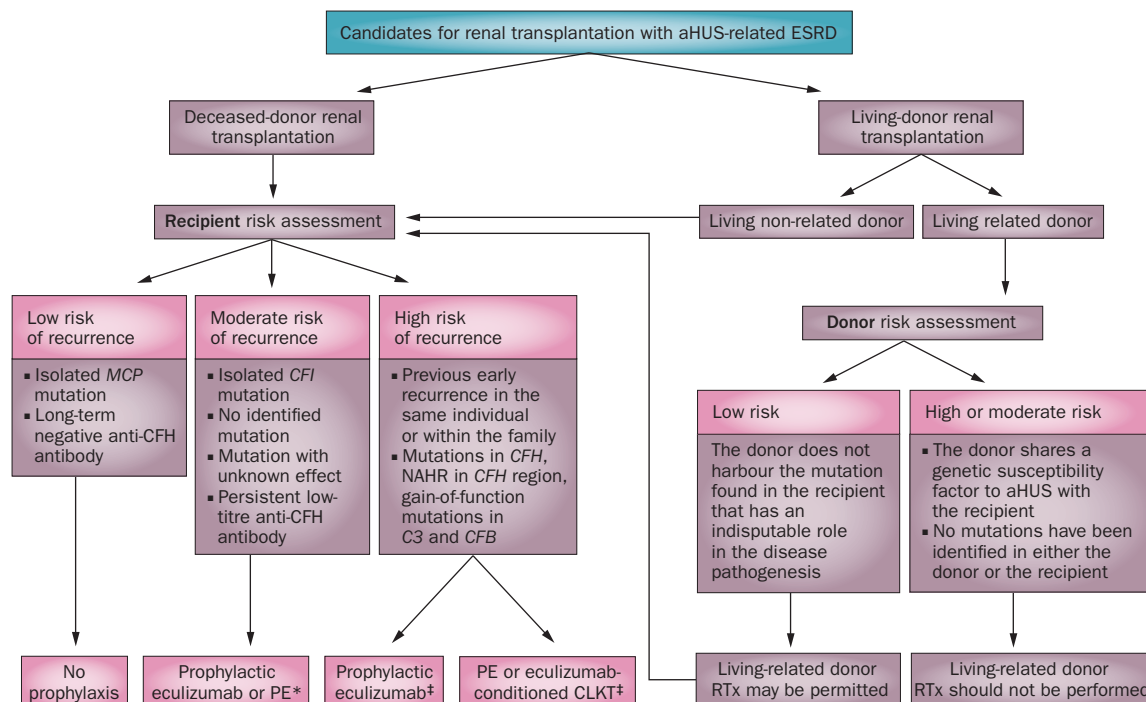 Candidates for renal transplantation with aHUS-related ESRD
Deceased-donor renal
transplantation
Living-donor renal
transplantation
Recipient risk assessment
Living non-related donor
Living related donor
Low risk
of recurrence
Moderate risk
of recurrence
High risk
of recurrence
Donor risk assessment
▪ Isolated MCP
mutation
▪ Long-term
negative anti-CFH
antibody
▪ Isolated CFI
mutation
▪ No identified
mutation
▪ Mutation with
unknown effect
▪ Persistent low-
titre anti-CFH
antibody
▪ Previous early
recurrence in the
same individual
or within the family
▪ Mutations in CFH,
NAHR in CFH region,
gain-of-function
mutations in
C3 and CFB
Low risk
High or moderate risk
The donor does not
harbour the mutation
found in the recipient
that has an
indisputable role
in the disease
pathogenesis
▪ The donor shares a
genetic susceptibility
factor to aHUS with
the recipient
▪ No mutations have been
identified in either the
donor or the recipient
No
prophylaxis
Prophylactic
eculizumab or PE*
Prophylactic
eculizumab‡
PE or eculizumab-
conditioned CLKT‡
Living-related donor
RTx may be permitted
Living-related donor
RTx should not be performed